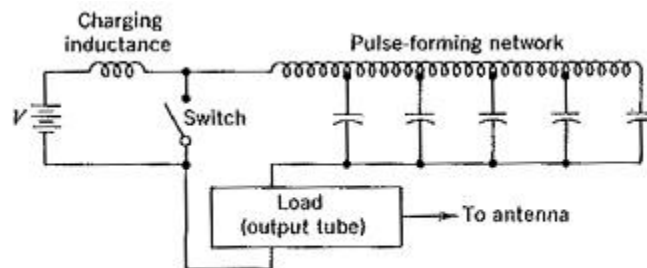 Charging
inductance
Pulse-forming network
V
Switch
Load
(output tube)
To antenna